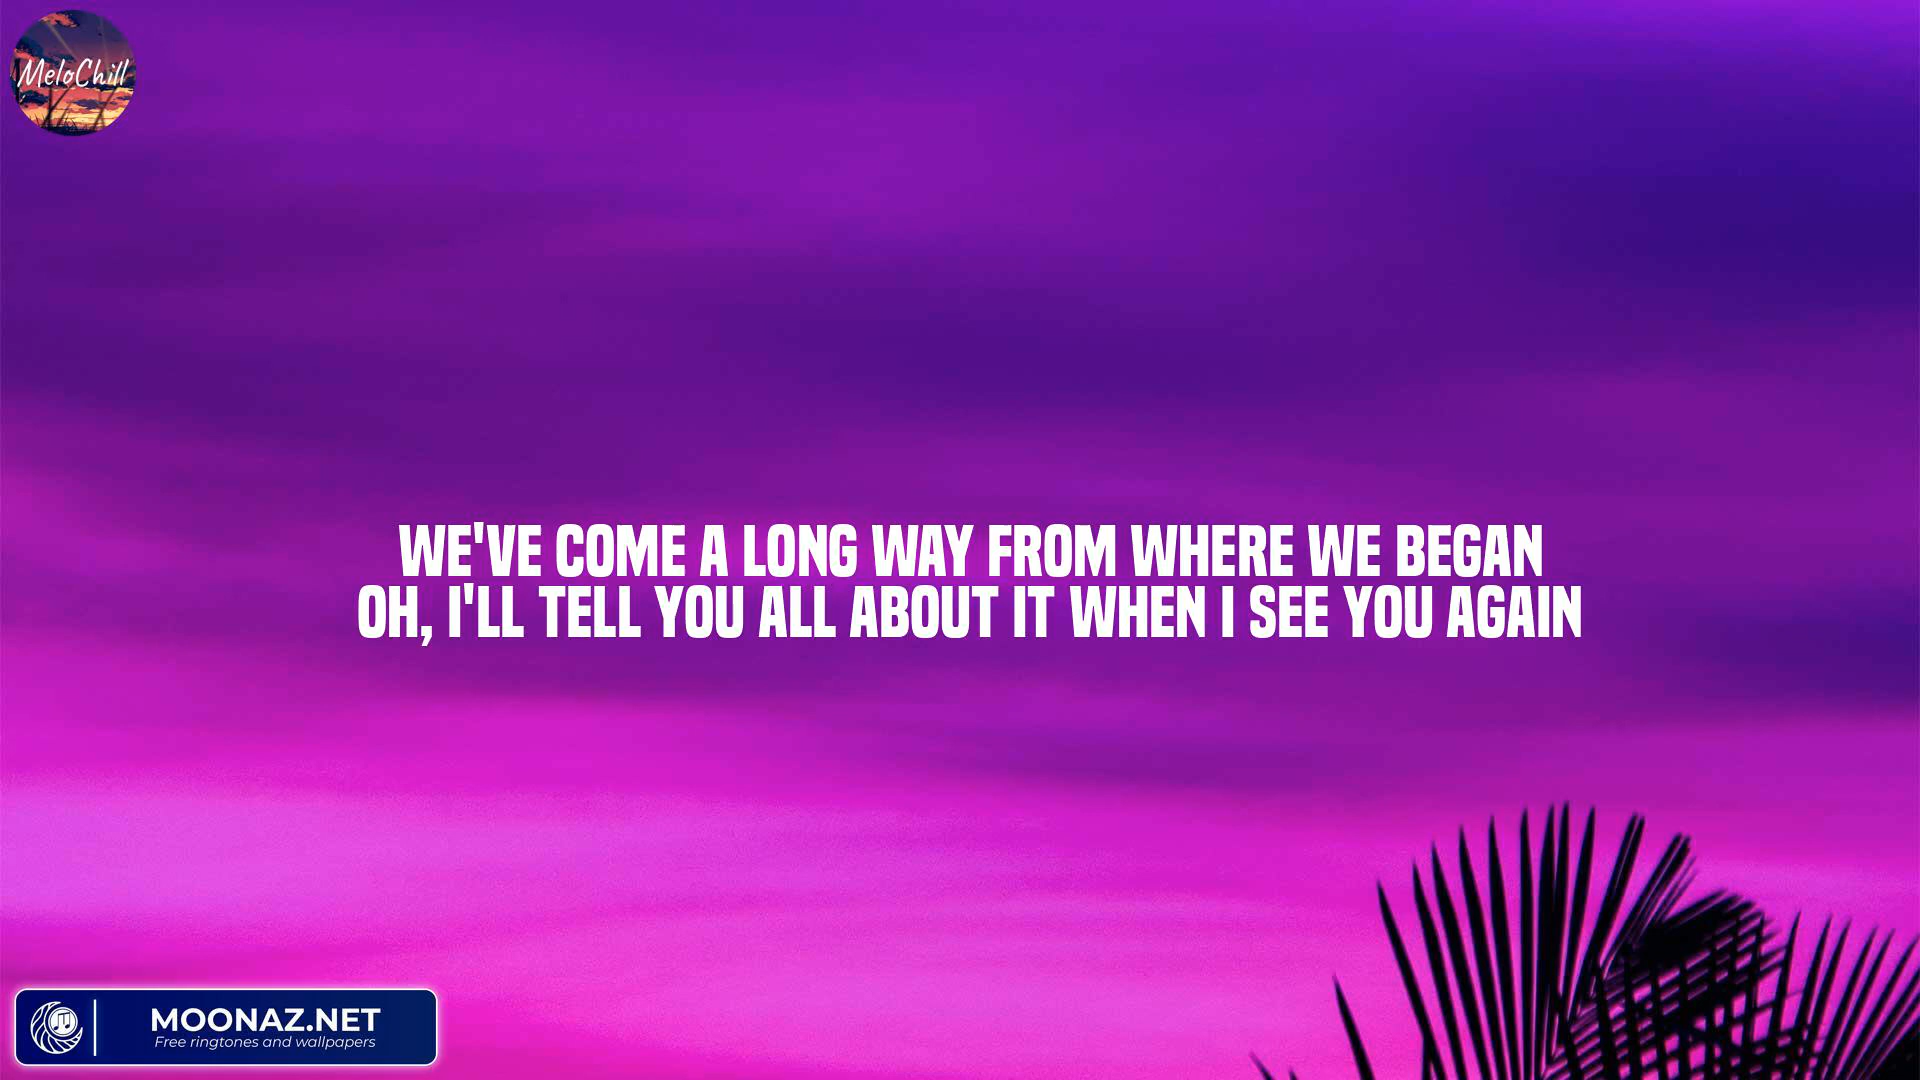 MeloChill
WE'VE COME A LONG WAY FROM WHERE WE BEGAN
OH, I'LL TELL YOU ALL ABOUT IT WHEN I SEE YOU AGAIN
MOONAZ.NET
Free ringtones and wallpapers